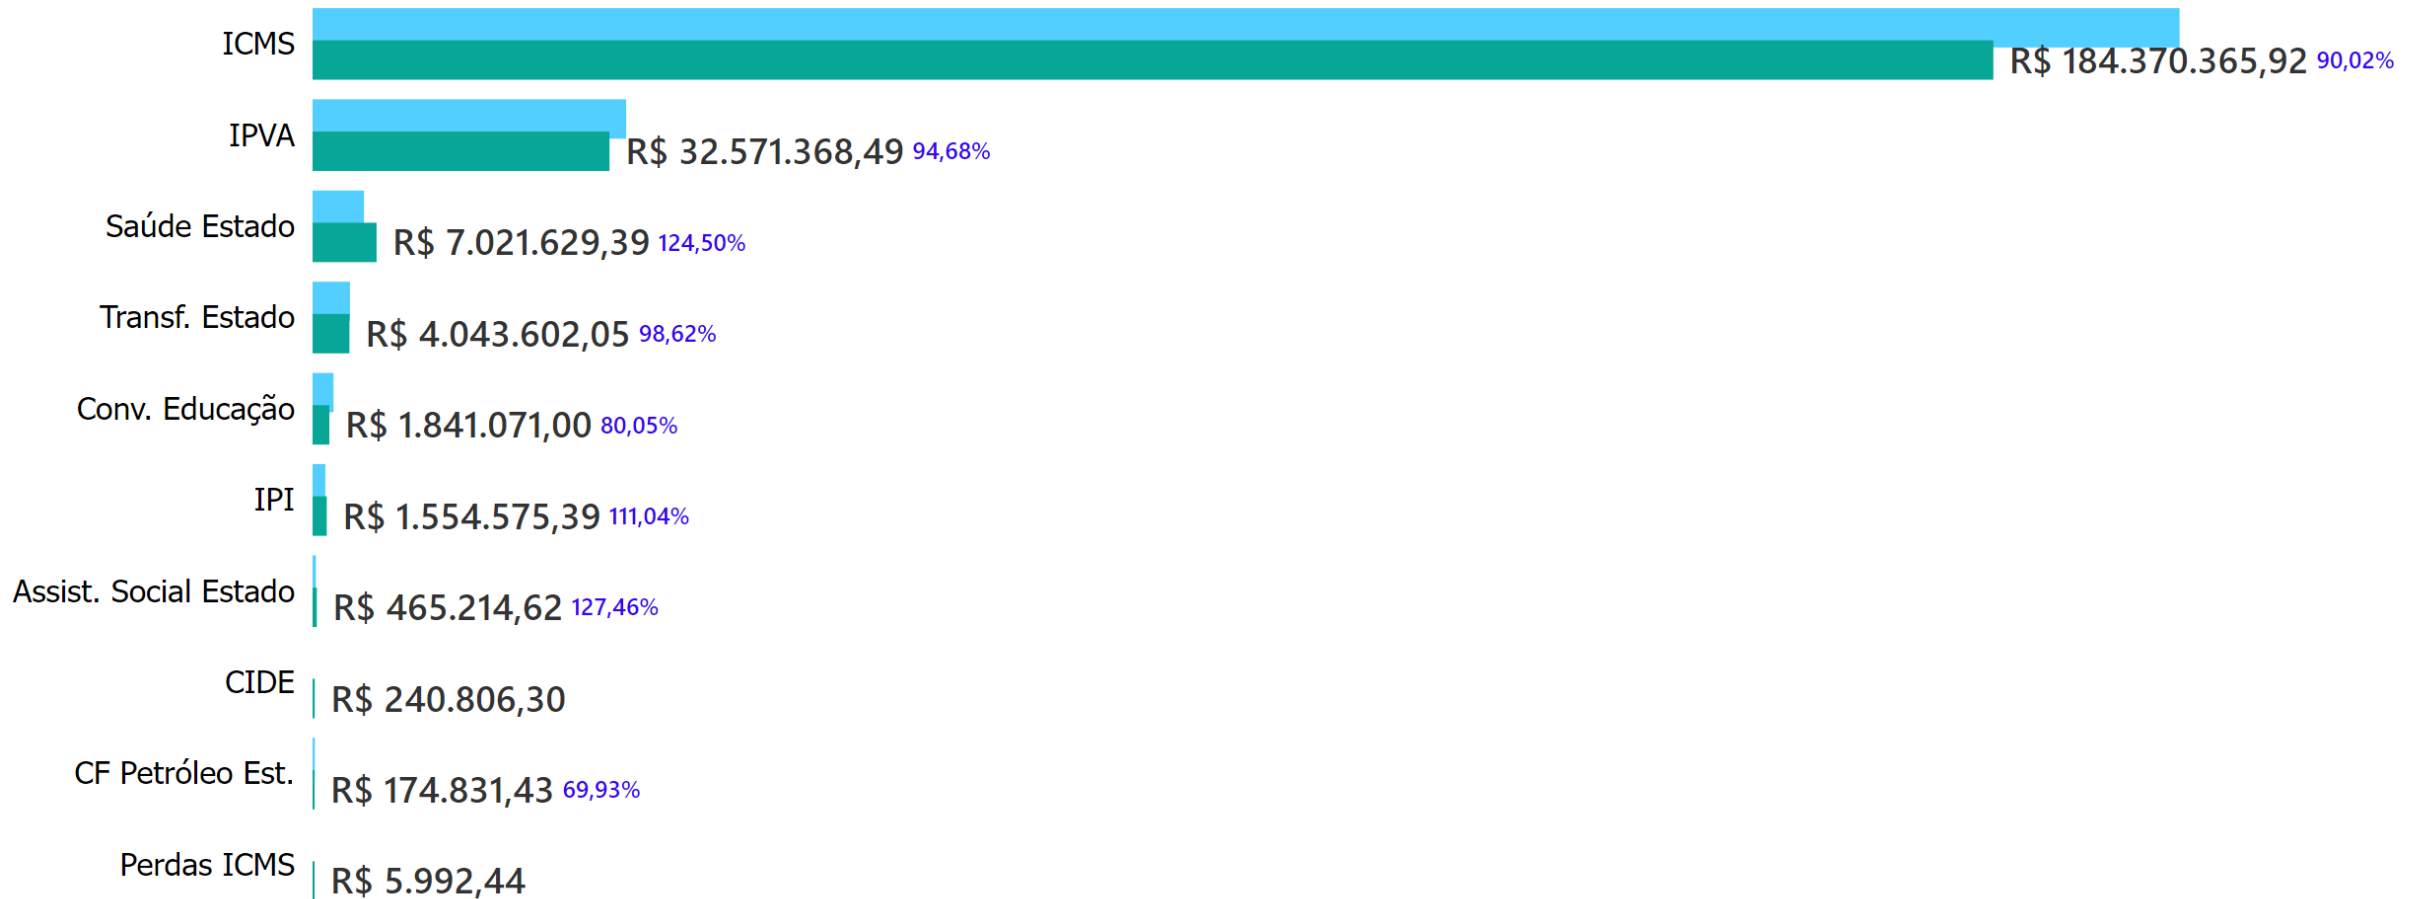 ICMS
R$ 184.370.365,92 90,02%
IPVA
R$ 32.571.368,49 94,68%
Saúde Estado
R$ 7.021.629,39 124,50%
Transf. Estado
R$ 4.043.602,05 98,62%
Conv. Educação
R$ 1.841.071,00 80,05%
IPI
R$ 1.554.575,39 111,04%
Assist. Social Estado
R$ 465.214,62 127,46%
CIDE
R$ 240.806,30
CF Petróleo Est.
R$ 174.831,43 69,93%
Perdas ICMS
R$ 5.992,44